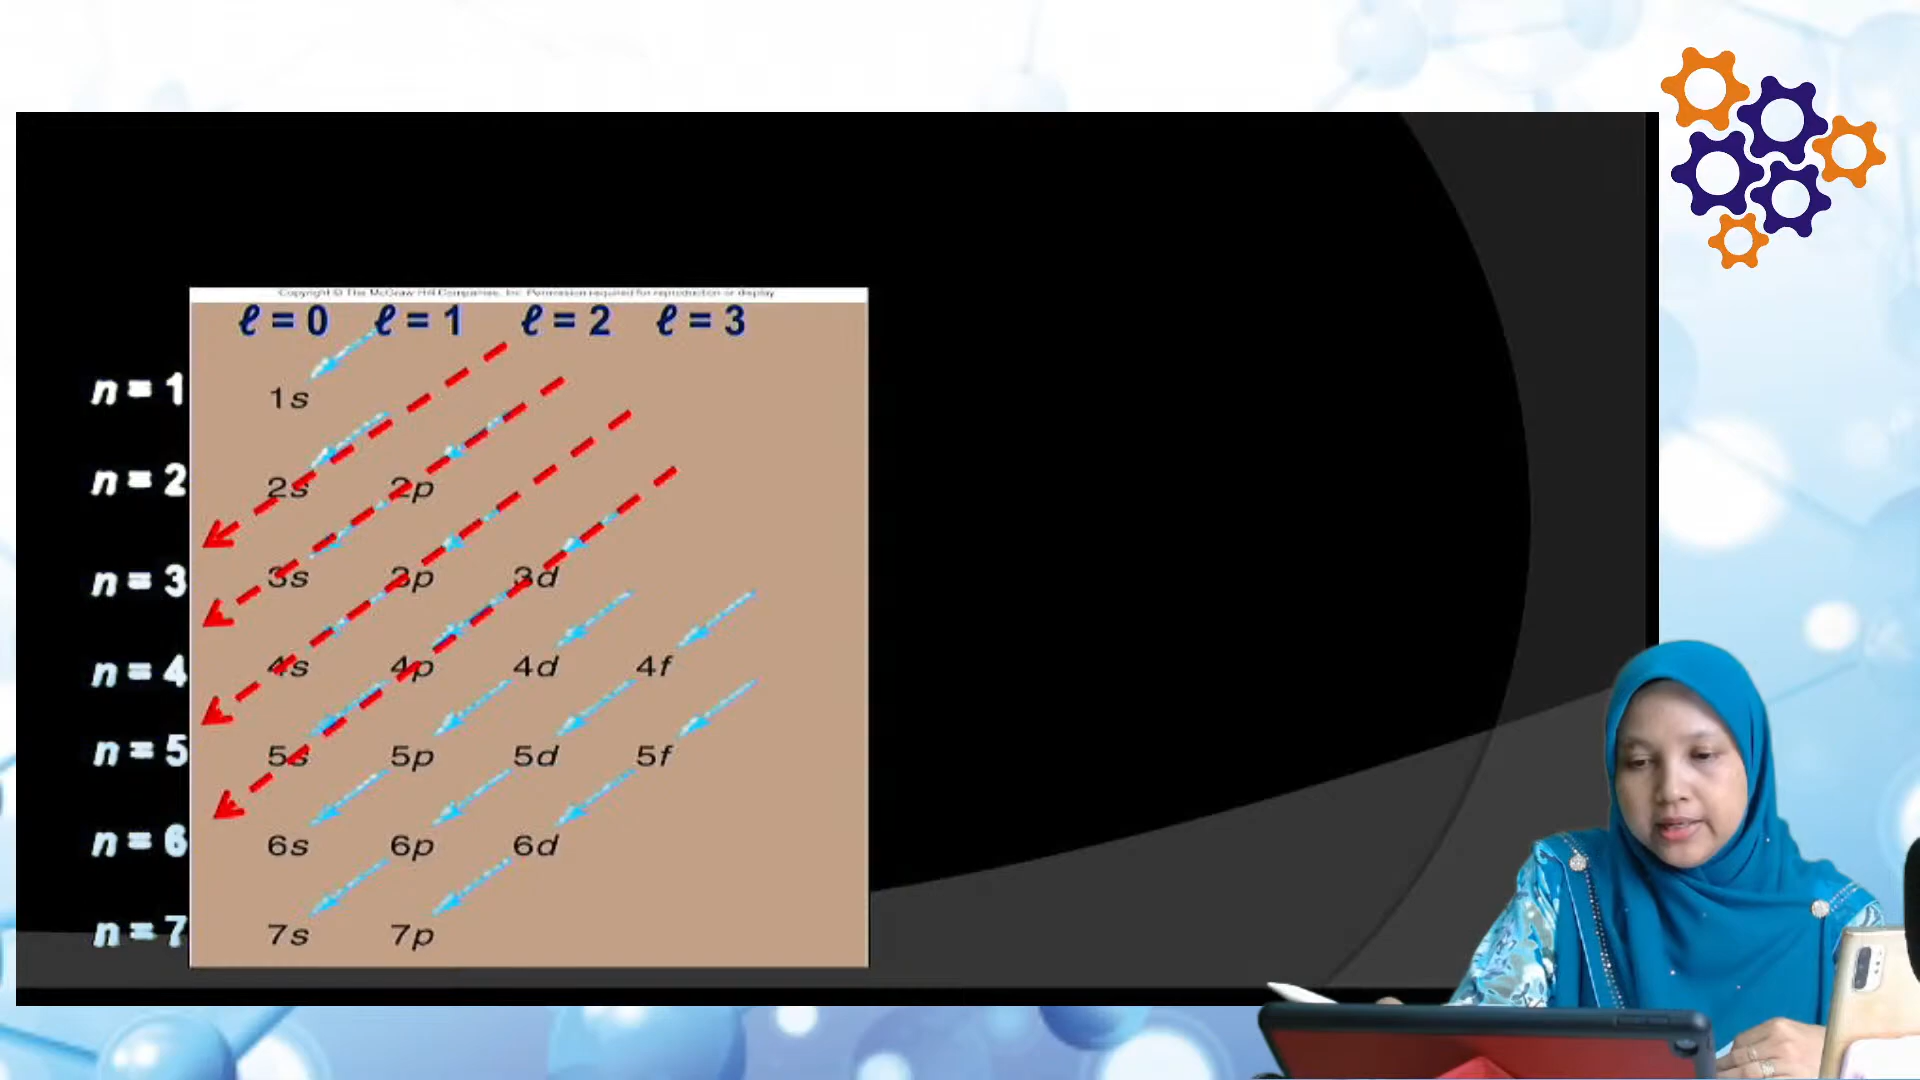 Copyright © The McGraw-Hill Companies, Inc. Permission required for reproduction or display
ℓ = 0 ℓ = 1 ℓ = 2 ℓ = 3
n = 1 1s
n = 2 2s 2p
n = 3 3s 3p 3d
n = 4 4s 4p 4d 4f
n = 5 5s 5p 5d 5f
n = 6 6s 6p 6d
n = 7 7s 7p